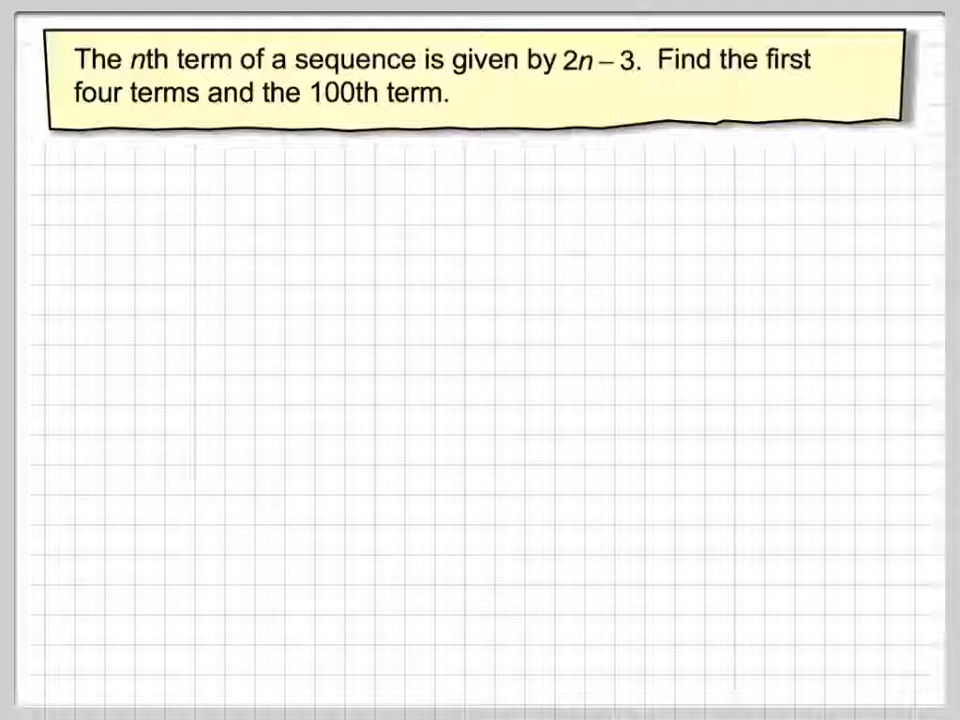 The nth term of a sequence is given by 2n – 3. Find the first
four terms and the 100th term.